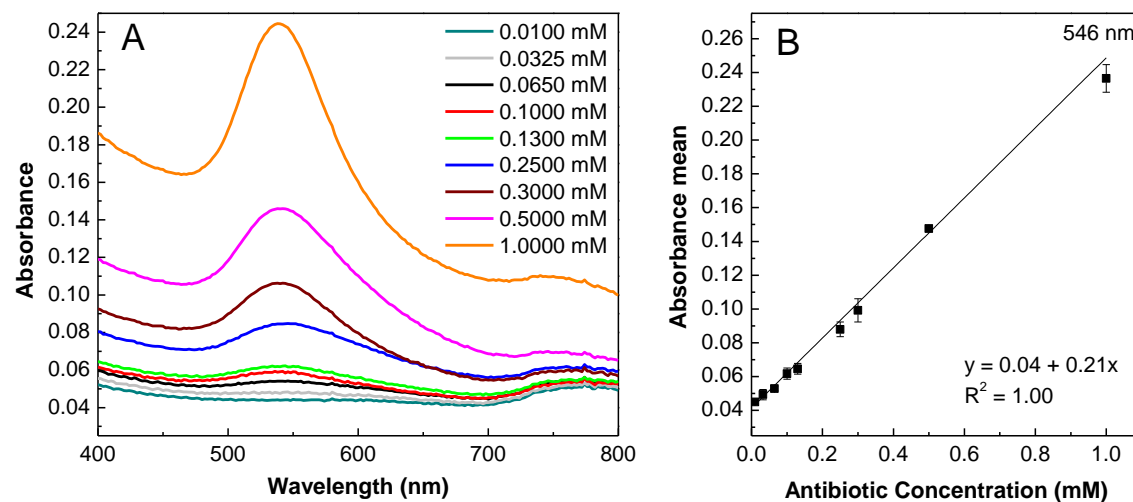 A
0.24
0.22
0.20
0.18
0.16
0.14
0.12
0.10
0.08
0.06
0.04
Absorbance
400
500
600
700
800
Wavelength (nm)
0.0100 mM
0.0325 mM
0.0650 mM
0.1000 mM
0.1300 mM
0.2500 mM
0.3000 mM
0.5000 mM
1.0000 mM
B
546 nm
0.26
0.24
0.22
0.20
0.18
0.16
0.14
0.12
0.10
0.08
0.06
0.04
Absorbance mean
y = 0.04 + 0.21x
R² = 1.00
0.0
0.2
0.4
0.6
0.8
1.0
Antibiotic Concentration (mM)